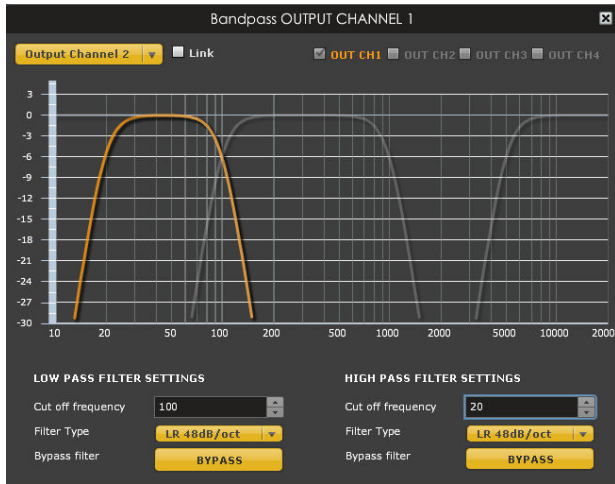 Bandpass OUTPUT CHANNEL 1
Output Channel 2
Link
OUT CH1
OUT CH2
OUT CH3
OUT CH4
3
0
-3
-6
-9
-12
-15
-18
-21
-24
-27
-30
10 20 50 100 200 500 1000 2000 5000 10000 2000
LOW PASS FILTER SETTINGS
Cut off frequency 100
Filter Type LR 48dB/oct
Bypass filter BYPASS
HIGH PASS FILTER SETTINGS
Cut off frequency 20
Filter Type LR 48dB/oct
Bypass filter BYPASS